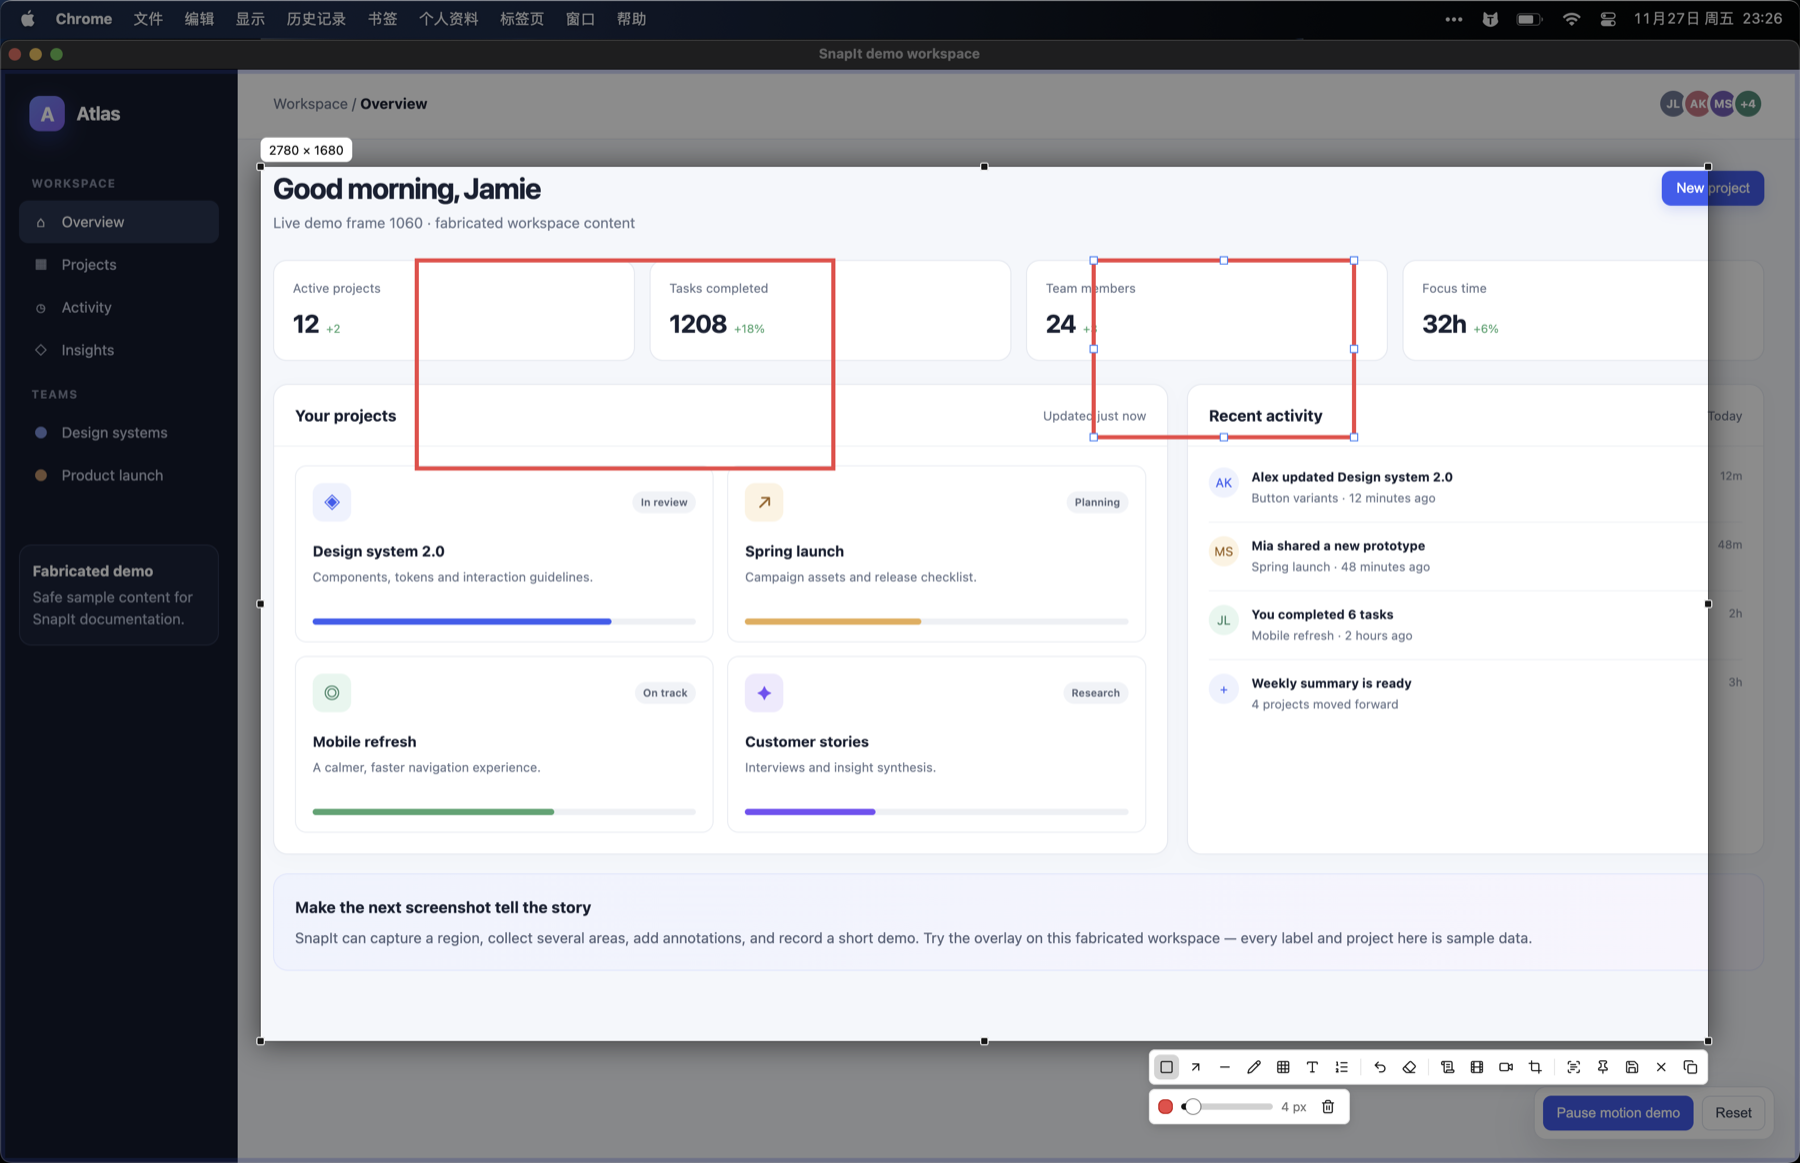 Chrome 文件 编辑 显示 历史记录 书签 个人资料 标签页 窗口 帮助 11月27日 周五 23:26
SnapIt demo workspace
A Atlas
Workspace / Overview
JL AK MS +4
2780 × 1680
WORKSPACE
Overview
Projects
Activity
Insights
TEAMS
Design systems
Product launch
Fabricated demo
Safe sample content for
SnapIt documentation.
Good morning, Jamie
New project
Live demo frame 1060 · fabricated workspace content
Active projects
12 +2
Tasks completed
1208 +18%
Team members
24
Focus time
32h +6%
Your projects
Updated just now
In review
Design system 2.0
Components, tokens and interaction guidelines.
Planning
Spring launch
Campaign assets and release checklist.
On track
Mobile refresh
A calmer, faster navigation experience.
Research
Customer stories
Interviews and insight synthesis.
Recent activity
Today
AK
Alex updated Design system 2.0
12m
Button variants · 12 minutes ago
MS
Mia shared a new prototype
48m
Spring launch · 48 minutes ago
JL
You completed 6 tasks
2h
Mobile refresh · 2 hours ago
Weekly summary is ready
3h
4 projects moved forward
Make the next screenshot tell the story
SnapIt can capture a region, collect several areas, add annotations, and record a short demo. Try the overlay on this fabricated workspace — every label and project here is sample data.
4 px
Pause motion demo
Reset